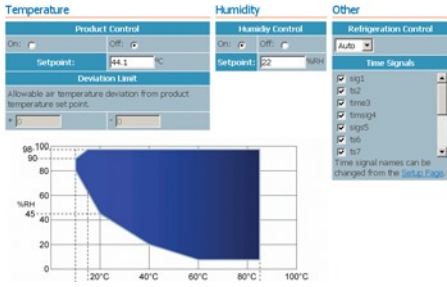 Temperature
Product Control
On:
Off:
Setpoint:
44.1
°C
Deviation Limit
Allowable air temperature deviation from product
temperature set point.
+
0
-
0
Humidity
Humidiy Control
On:
Off:
Setpoint:
22
%RH
Other
Refrigeration Control
Auto
Time Signals
sig1
ts2
time3
timsig4
sigs5
ts6
ts7
Time signal names can be
changed from the Setup Page.
98
100
90
80
60
%RH
45
40
20
0
20°C
40°C
60°C
80°C
100°C